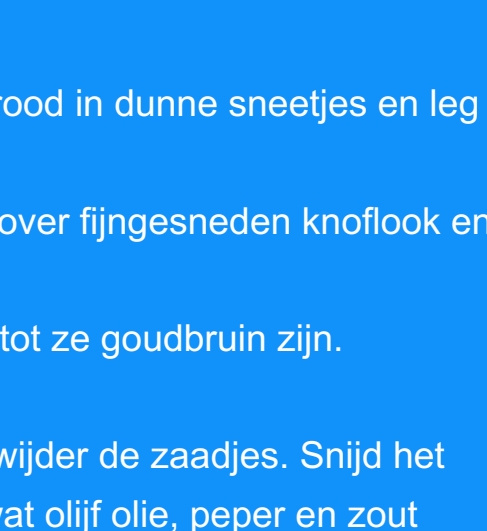 rood in dunne sneetjes en leg
over fijngesneden knoflook en
tot ze goudbruin zijn.
wijder de zaadjes. Snijd het
wat olijf olie, peper en zout